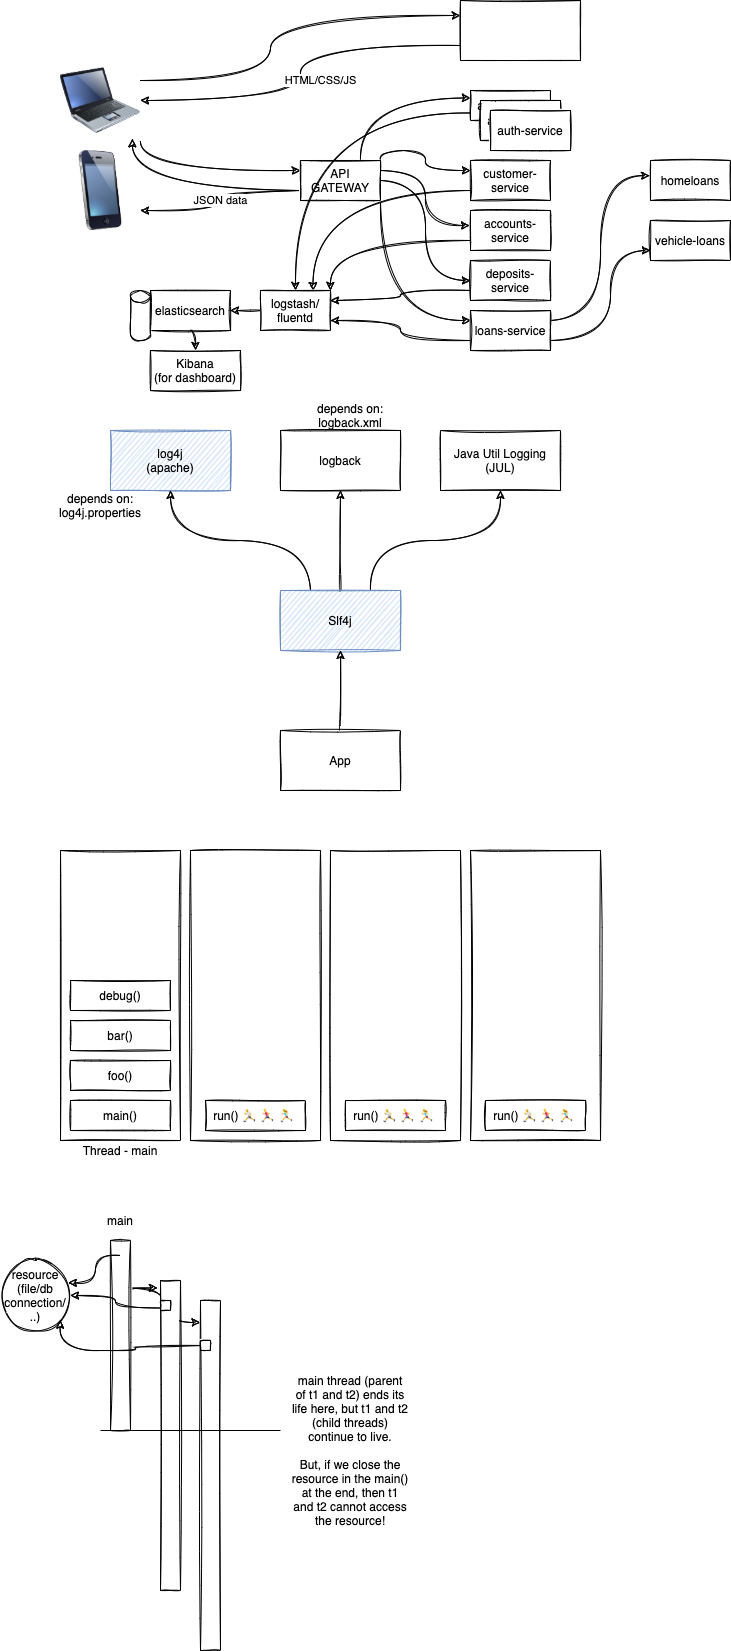 HTML/CSS/JS
auth-service
API
GATEWAY
customer-
service
homeloans
JSON data
accounts-
service
vehicle-loans
deposits-
service
elasticsearch
logstash/
fluentd
loans-service
Kibana
(for dashboard)
depends on:
logback.xml
log4j
(apache)
logback
Java Util Logging
(JUL)
depends on:
log4j.properties
Slf4j
App
debug()
bar()
foo()
main()
run()
run()
run()
Thread - main
main
resource
(file/db
connection/
..)
main thread (parent
of t1 and t2) ends its
life here, but t1 and t2
(child threads)
continue to live.
But, if we close the
resource in the main()
at the end, then t1
and t2 cannot access
the resource!